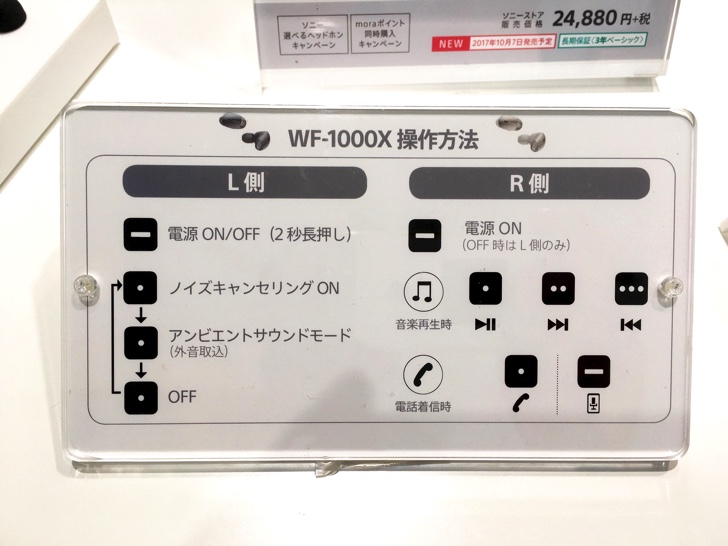 ソニー
選べるヘッドホン
キャンペーン
moraポイント
同時購入
キャンペーン
ソニーストア
販売価格
24,880円+税
NEW
2017年10月7日発売予定
長期保証〈3年ベーシック〉
WF-1000X 操作方法
L 側
電源 ON/OFF（2 秒長押し）
ノイズキャンセリング ON
アンビエントサウンドモード
（外音取込）
OFF
R 側
電源 ON
（OFF 時は L 側のみ）
音楽再生時
電話着信時